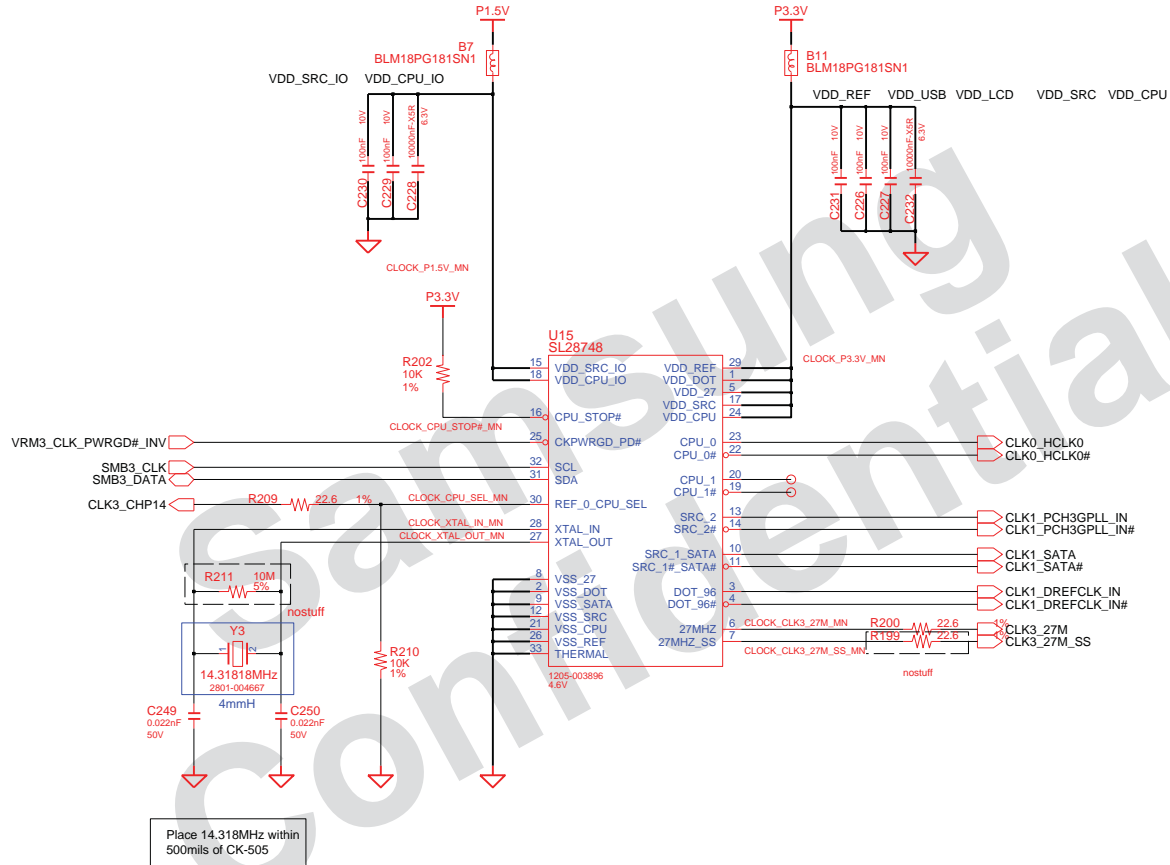 P1.5V
P3.3V
B7
BLM18PG181SN1
B11
BLM18PG181SN1
VDD_SRC_IO VDD_CPU_IO
VDD_REF VDD_USB VDD_LCD VDD_SRC VDD_CPU
10V
100nF
C230
10V
100nF
C229
6.3V
10000nF-X5R
C228
10V
100nF
C231
10V
100nF
C226
10V
100nF
C227
6.3V
10000nF-X5R
C232
CLOCK_P1.5V_MN
P3.3V
R202
10K
1%
U15
SL28748
CLOCK_P3.3V_MN
15 VDD_SRC_IO VDD_REF 29
18 VDD_CPU_IO VDD_DOT 1
VDD_27 5
VDD_SRC 17
16 CPU_STOP# VDD_CPU 24
CLOCK_CPU_STOP#_MN
VRM3_CLK_PWRGD#_INV 25 CKPWRGD_PD# CPU_0 23 CLK0_HCLK0
CPU_0# 22 CLK0_HCLK0#
SMB3_CLK 32 SCL CPU_1 20
SMB3_DATA 31 SDA CPU_1# 19
CLK3_CHP14 R209 22.6 1% CLOCK_CPU_SEL_MN 30 REF_0_CPU_SEL
SRC_2 13 CLK1_PCH3GPLL_IN
CLOCK_XTAL_IN_MN 28 XTAL_IN SRC_2# 14 CLK1_PCH3GPLL_IN#
CLOCK_XTAL_OUT_MN 27 XTAL_OUT
SRC_1_SATA 10 CLK1_SATA
SRC_1#_SATA# 11 CLK1_SATA#
R211 10M
5%
nostuff
8 VSS_27
2 VSS_DOT DOT_96 3 CLK1_DREFCLK_IN
9 VSS_SATA DOT_96# 4 CLK1_DREFCLK_IN#
12 VSS_SRC
21 VSS_CPU 27MHZ 6 CLOCK_CLK3_27M_MN R200 22.6 1% CLK3_27M
26 VSS_REF 27MHZ_SS 7 CLOCK_CLK3_27M_SS_MN R199 22.6 CLK3_27M_SS
33 THERMAL
nostuff
1205-003896
4.6V
Y3
1 2
14.31818MHz
2801-004667
4mmH
R210
10K
1%
C249
0.022nF
50V
C250
0.022nF
50V
Place 14.318MHz within
500mils of CK-505
Samsung
Confidential